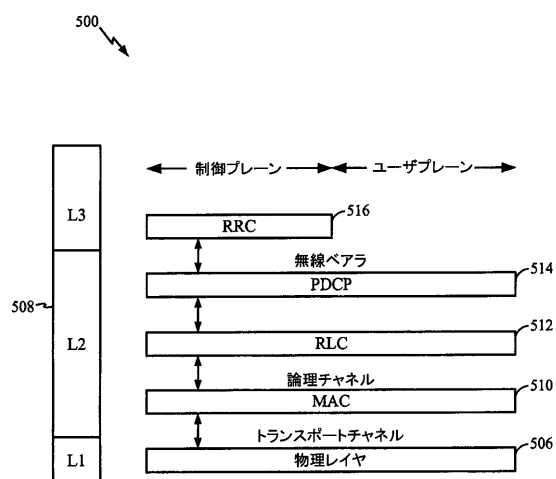 500
制御プレーン
ユーザプレーン
L3
RRC
516
無線ベアラ
514
PDCP
508
L2
512
RLC
論理チャネル
510
MAC
トランスポートチャネル
506
L1
物理レイヤ